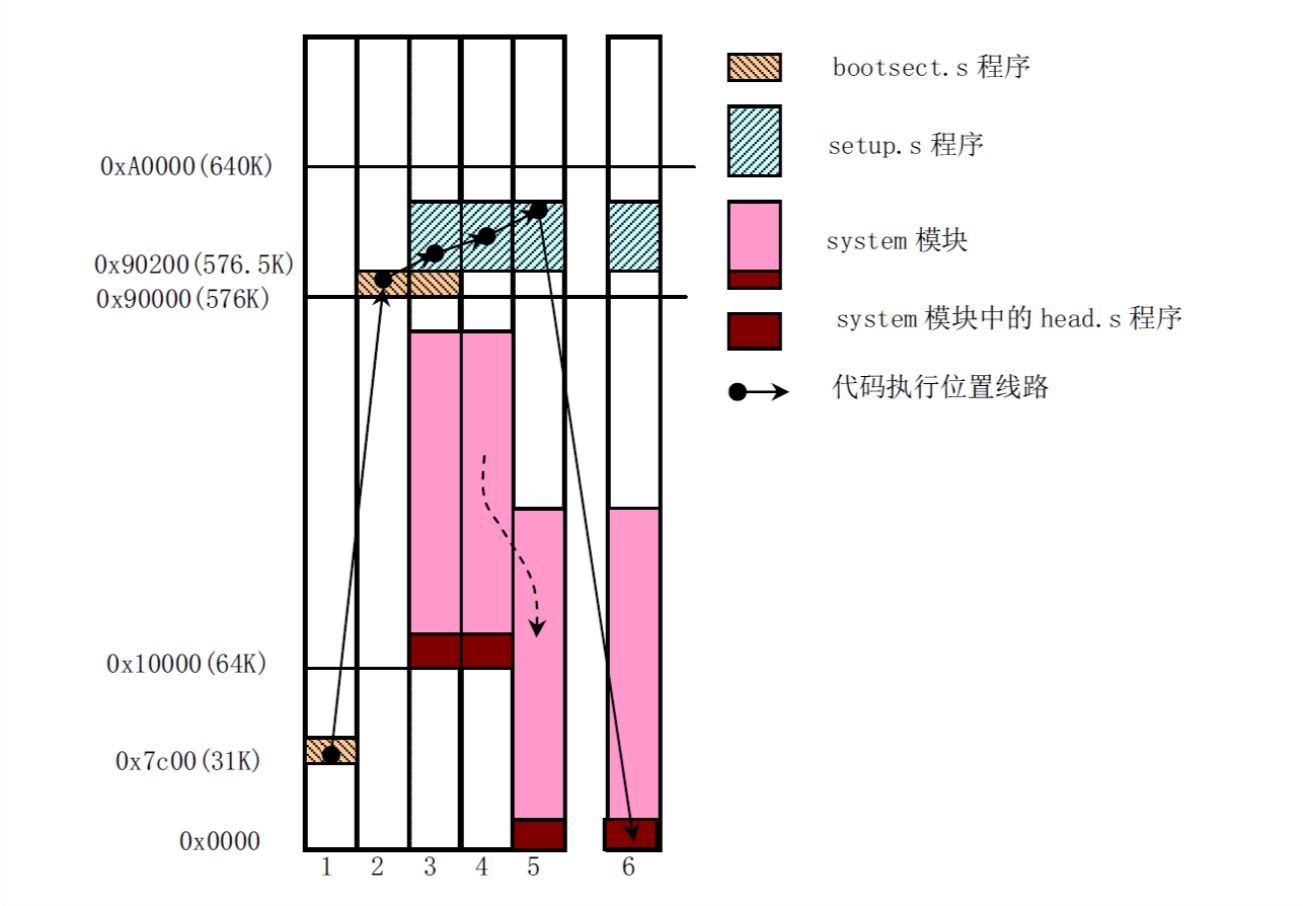 bootsect.s 程序
setup.s 程序
0xA0000(640K)
system 模块
0x90200(576.5K)
0x90000(576K)
system 模块中的 head.s 程序
代码执行位置线路
0x10000(64K)
0x7c00(31K)
0x0000
1 2 3 4 5 6